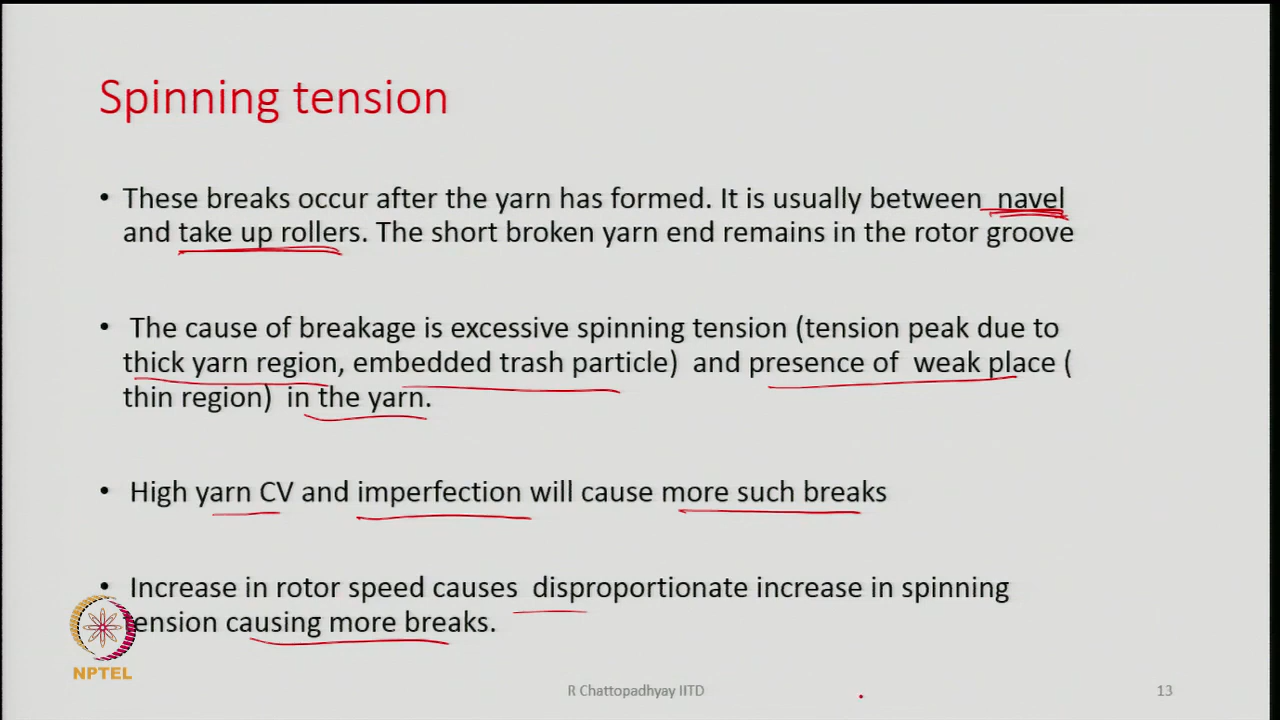 Spinning tension
• These breaks occur after the yarn has formed. It is usually between navel
and take up rollers. The short broken yarn end remains in the rotor groove
• The cause of breakage is excessive spinning tension (tension peak due to
thick yarn region, embedded trash particle) and presence of weak place (
thin region) in the yarn.
• High yarn CV and imperfection will cause more such breaks
• Increase in rotor speed causes disproportionate increase in spinning
tension causing more breaks.
NPTEL
R Chattopadhyay IITD
13